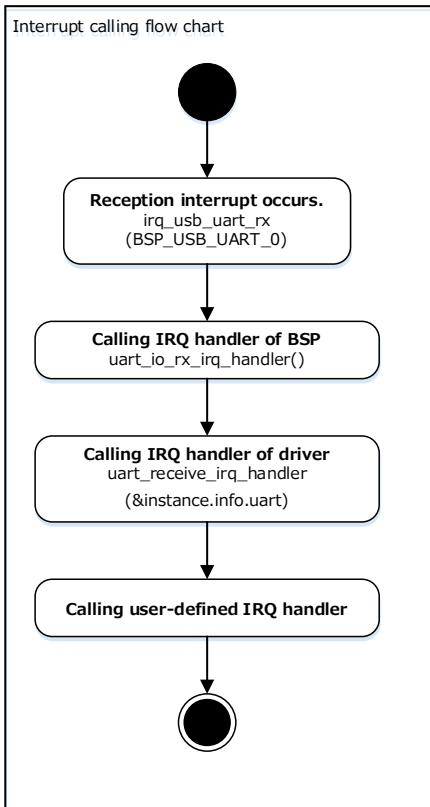 Interrupt calling flow chart
Reception interrupt occurs.
irq_usb_uart_rx
(BSP_USB_UART_0)
Calling IRQ handler of BSP
uart_io_rx_irq_handler()
Calling IRQ handler of driver
uart_receive_irq_handler
(&instance.info.uart)
Calling user-defined IRQ handler